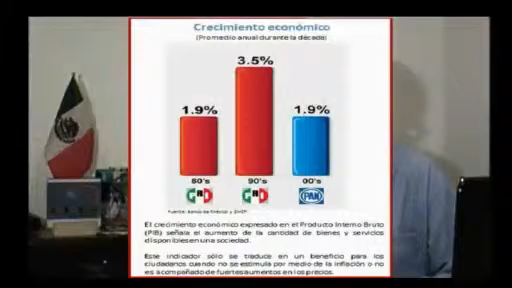 Crecimiento económico
(Promedio anual durante la década)
3.5%
1.9%
1.9%
80's
90's
00's
PRI
PRI
PAN
Fuente: Banco de México y SHCP
El crecimiento económico expresado en el Producto Interno Bruto
(PIB) señala el aumento de la cantidad de bienes y servicios
disponibles en una sociedad.
Este indicador sólo se traduce en un beneficio para los
ciudadanos cuando no se estimula por medio de la inflación o no
es acompañado de fuertes aumentos en los precios.